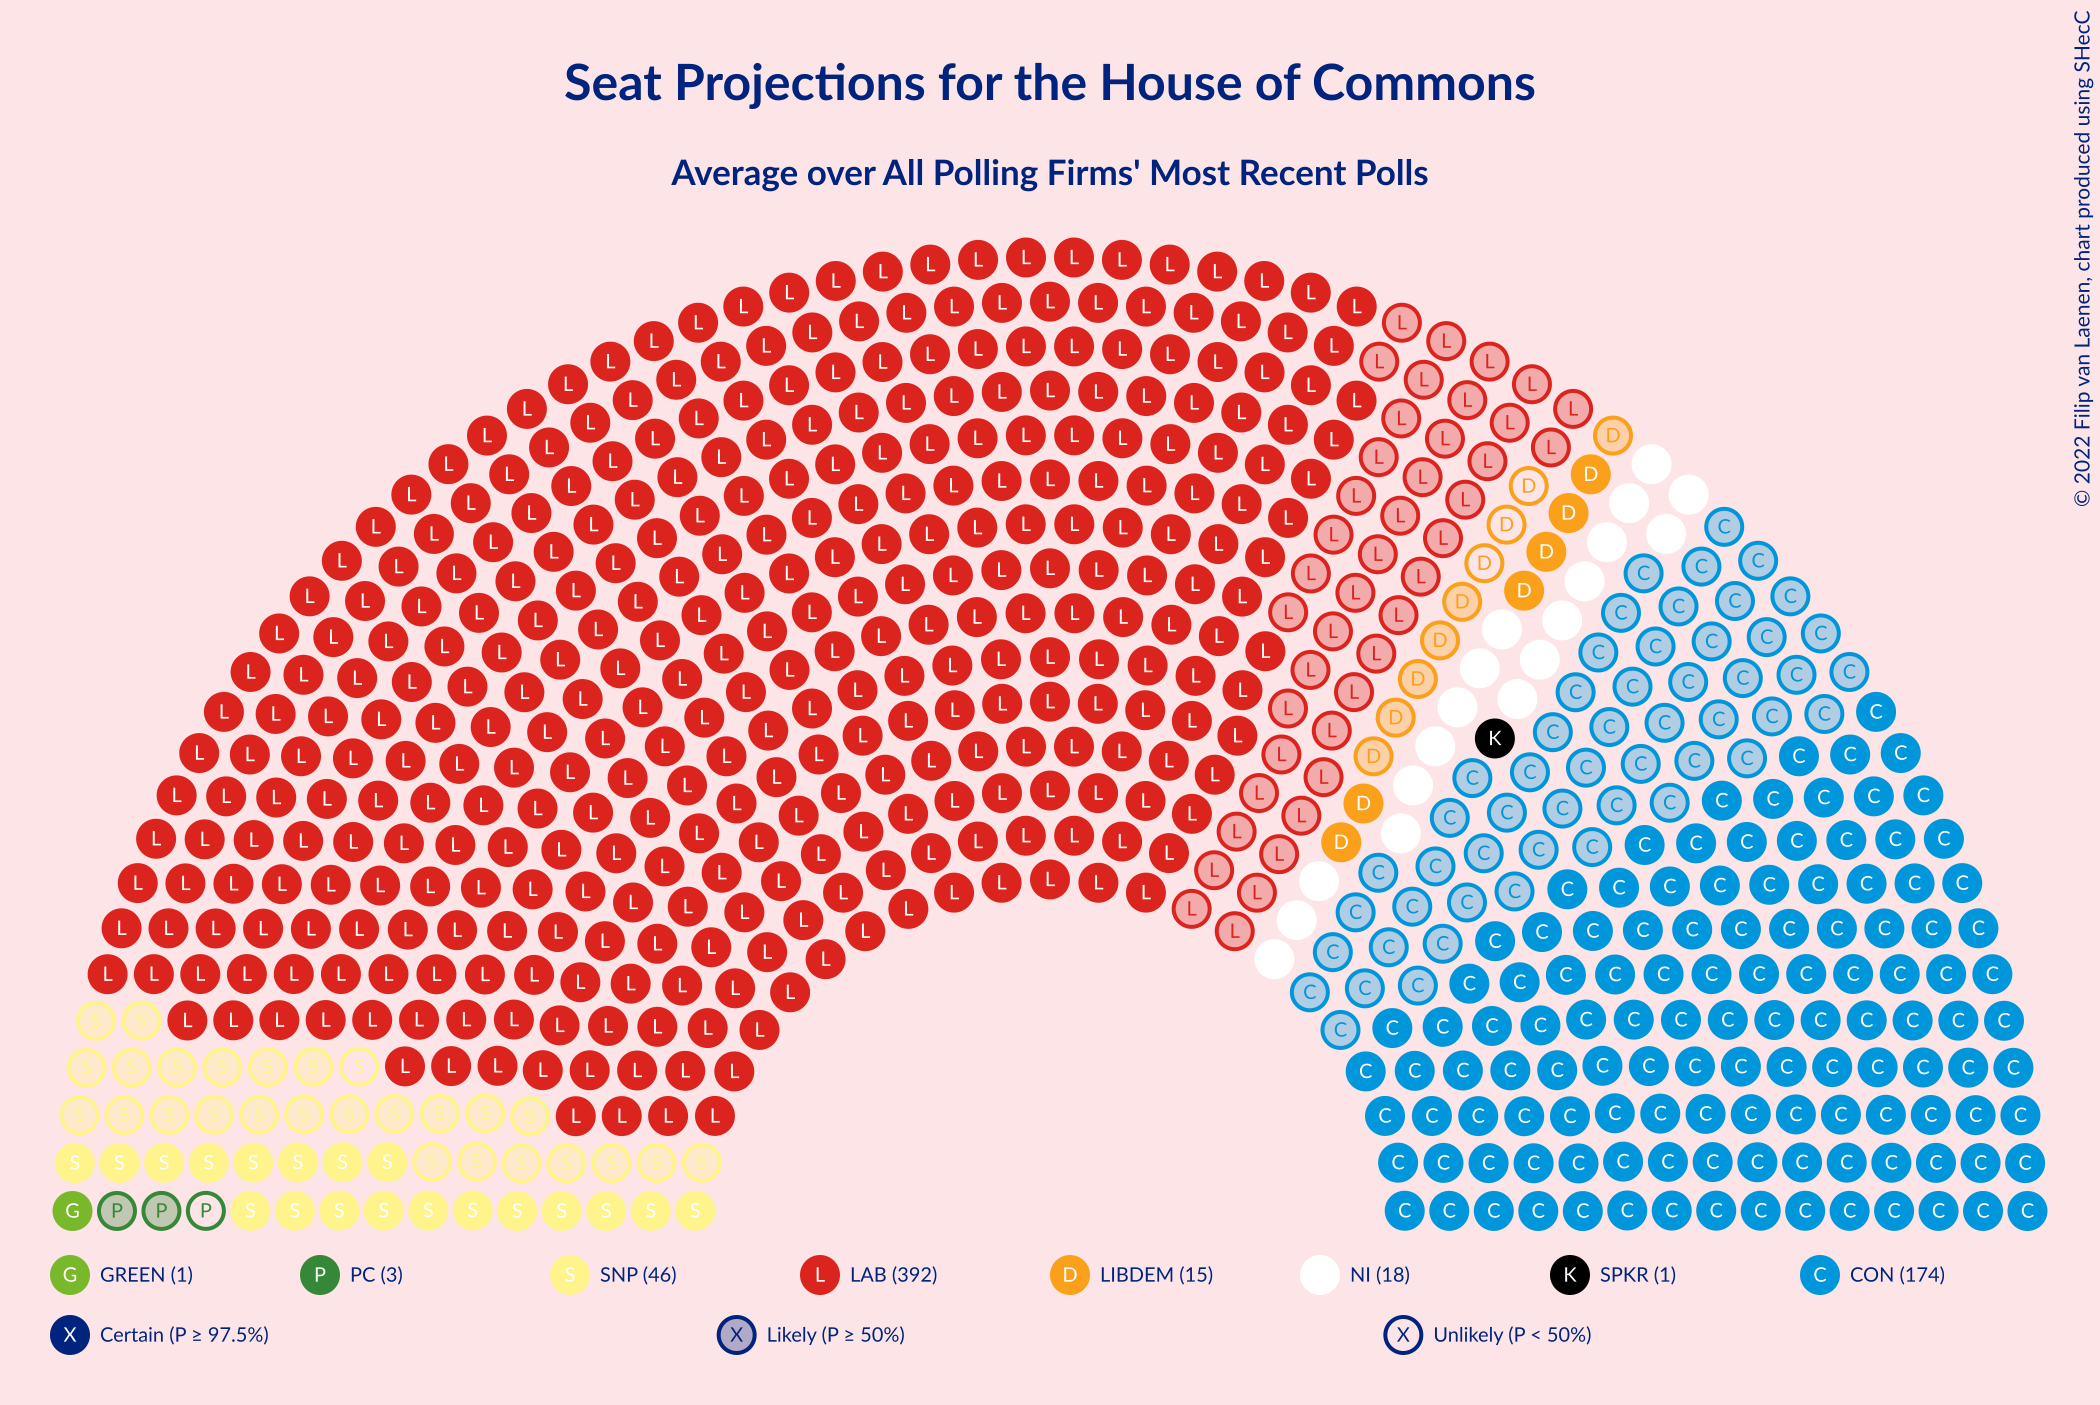 Seat Projections for the House of Commons
Average over All Polling Firms' Most Recent Polls
© 2022 Filip van Laenen, chart produced using SHecC
G GREEN (1)
P PC (3)
S SNP (46)
L LAB (392)
D LIBDEM (15)
NI (18)
K SPKR (1)
C CON (174)
X Certain (P ≥ 97.5%)
X Likely (P ≥ 50%)
X Unlikely (P < 50%)